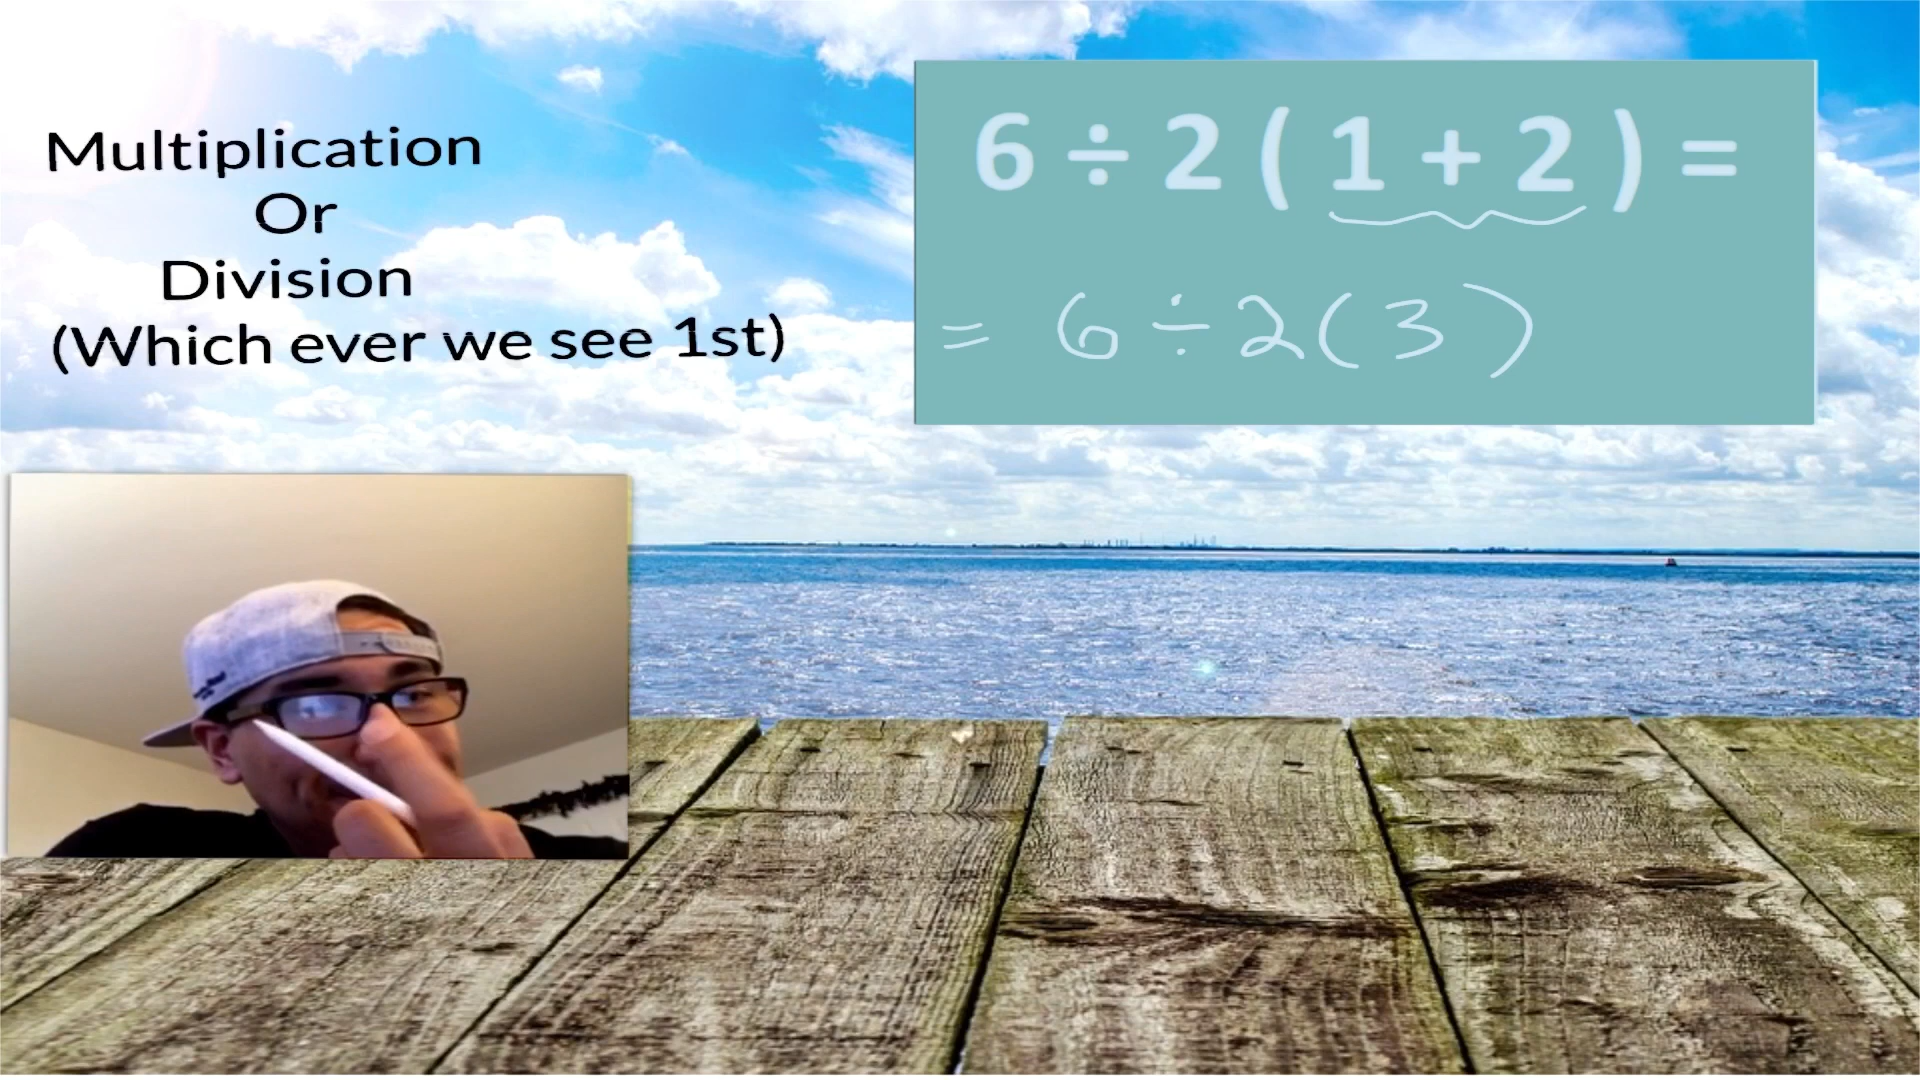 Multiplication
Or
Division
(Which ever we see 1st)
6 ÷ 2 ( 1 + 2 ) =
= 6 ÷ 2 ( 3 )